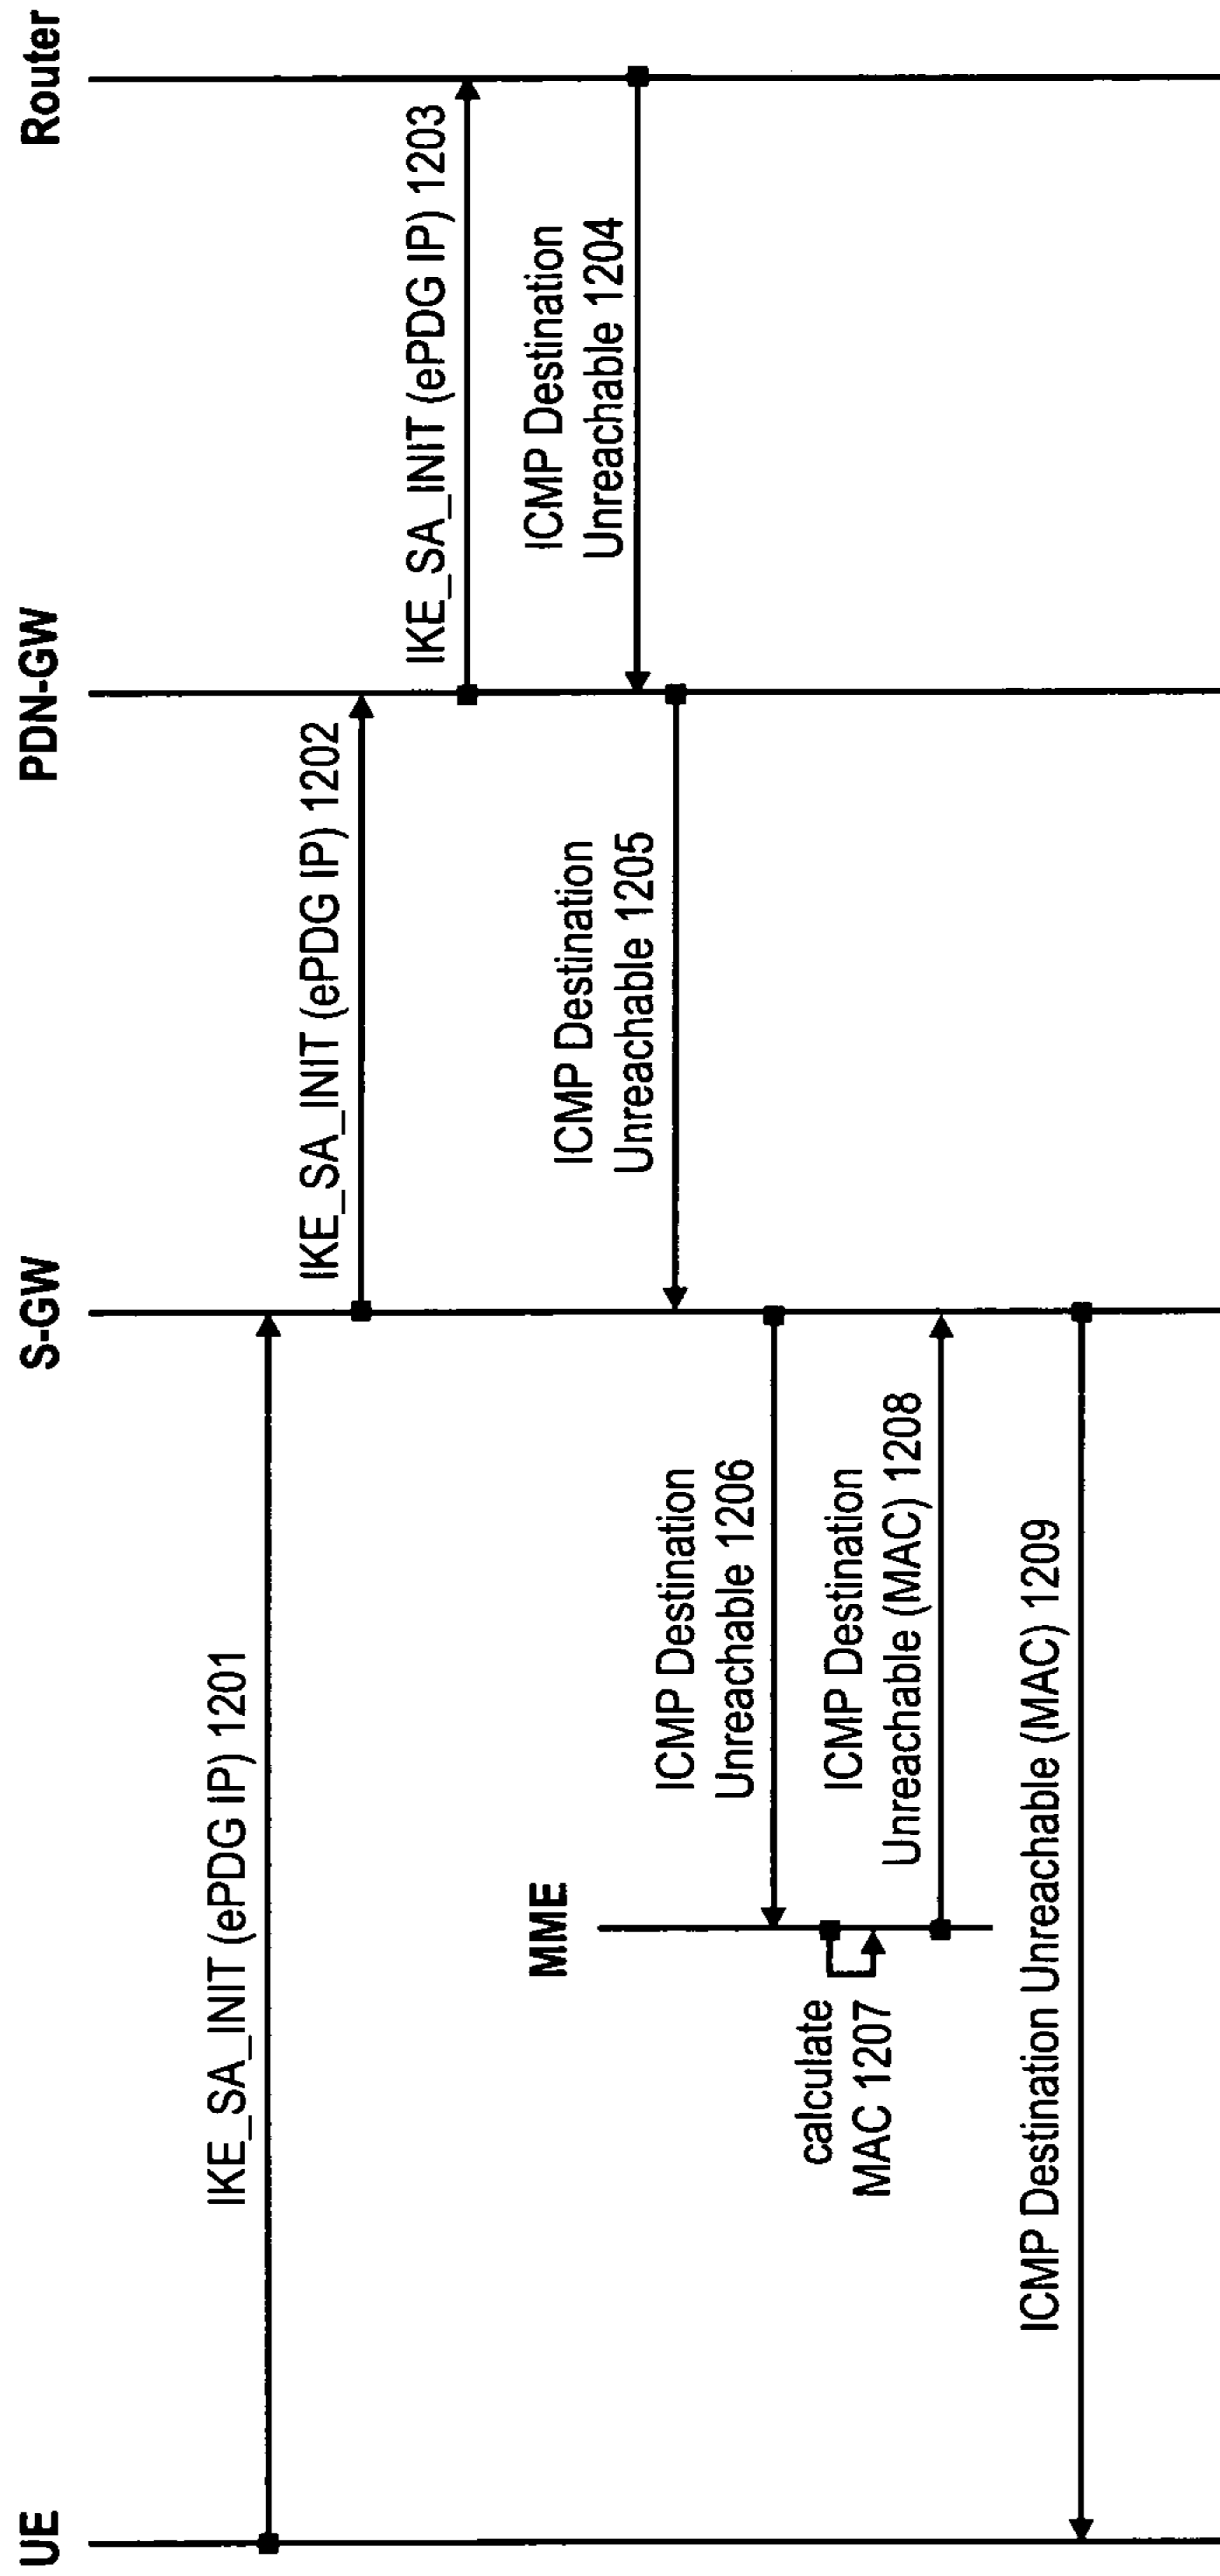 UE
S-GW
PDN-GW
Router
IKE_SA_INIT (ePDG IP) 1201
IKE_SA_INIT (ePDG IP) 1202
IKE_SA_INIT (ePDG IP) 1203
ICMP Destination
Unreachable 1204
ICMP Destination
Unreachable 1205
MME
ICMP Destination
Unreachable 1206
calculate
MAC 1207
ICMP Destination
Unreachable (MAC) 1208
ICMP Destination Unreachable (MAC) 1209